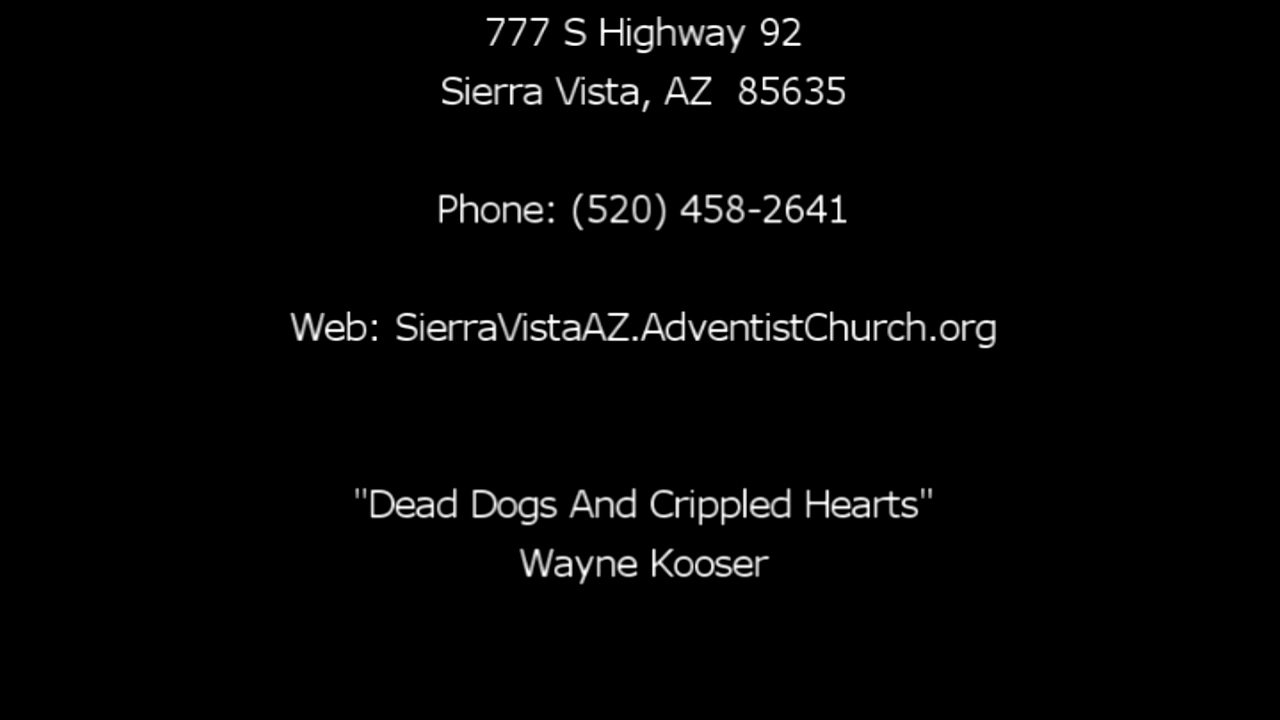 777 S Highway 92
Sierra Vista, AZ  85635
Phone: (520) 458-2641
Web: SierraVistaAZ.AdventistChurch.org
"Dead Dogs And Crippled Hearts"
Wayne Kooser